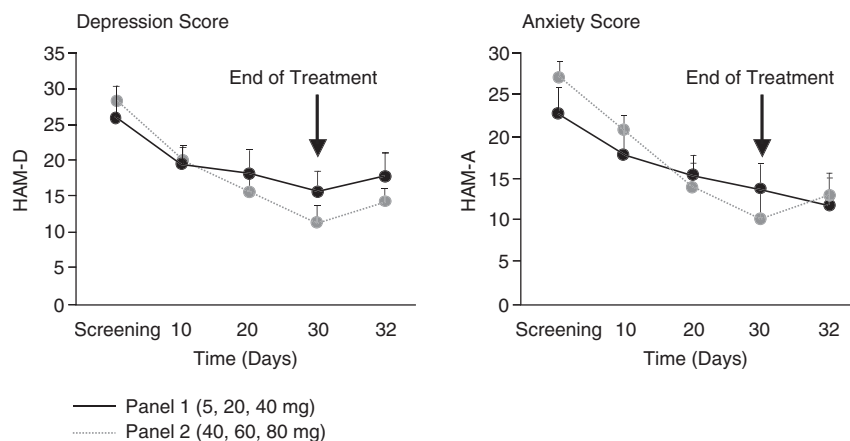 Depression Score
35
30
25
20
15
10
5
0
HAM-D
End of Treatment
Screening 10 20 30 32
Time (Days)
Anxiety Score
30
25
20
15
10
5
0
HAM-A
End of Treatment
Screening 10 20 30 32
Time (Days)
Panel 1 (5, 20, 40 mg)
Panel 2 (40, 60, 80 mg)